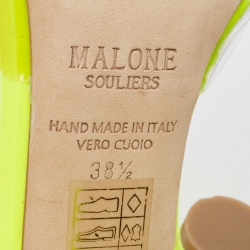 MALONE
SOULIERS
HAND MADE IN ITALY
VERO CUOIO
38½